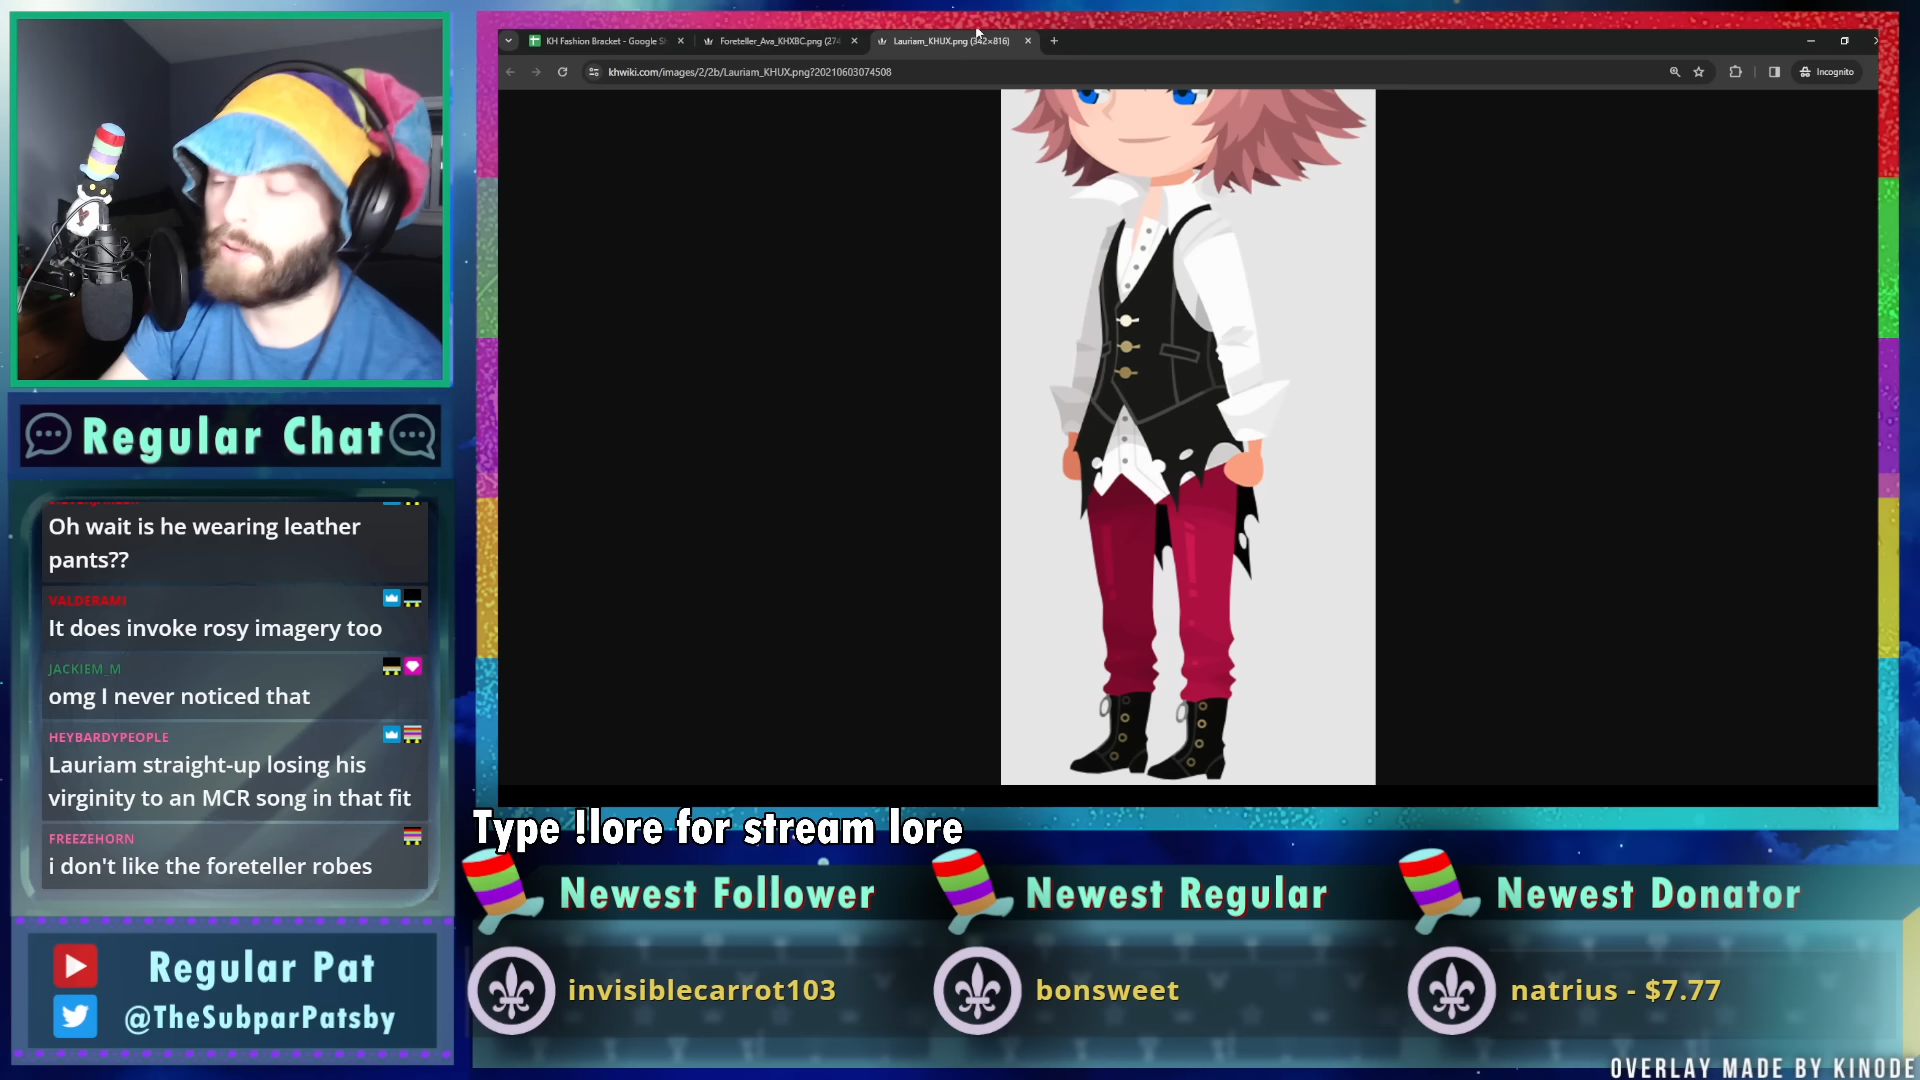 KH Fashion Bracket - Google Sh
Foreteller_Ava_KHXBC.png (274
Lauriam_KHUX.png (342×816)
khwiki.com/images/2/2b/Lauriam_KHUX.png?20210603074508
Incognito
Regular Chat
Oh wait is he wearing leather
pants??
VALDERAMI
It does invoke rosy imagery too
JACKIEM_M
omg I never noticed that
HEYBARDYPEOPLE
Lauriam straight-up losing his
virginity to an MCR song in that fit
FREEZEHORN
i don't like the foreteller robes
Regular Pat
@TheSubparPatsby
Type !lore for stream lore
Newest Follower
Newest Regular
Newest Donator
invisiblecarrot103
bonsweet
natrius - $7.77
OVERLAY MADE BY KINODE